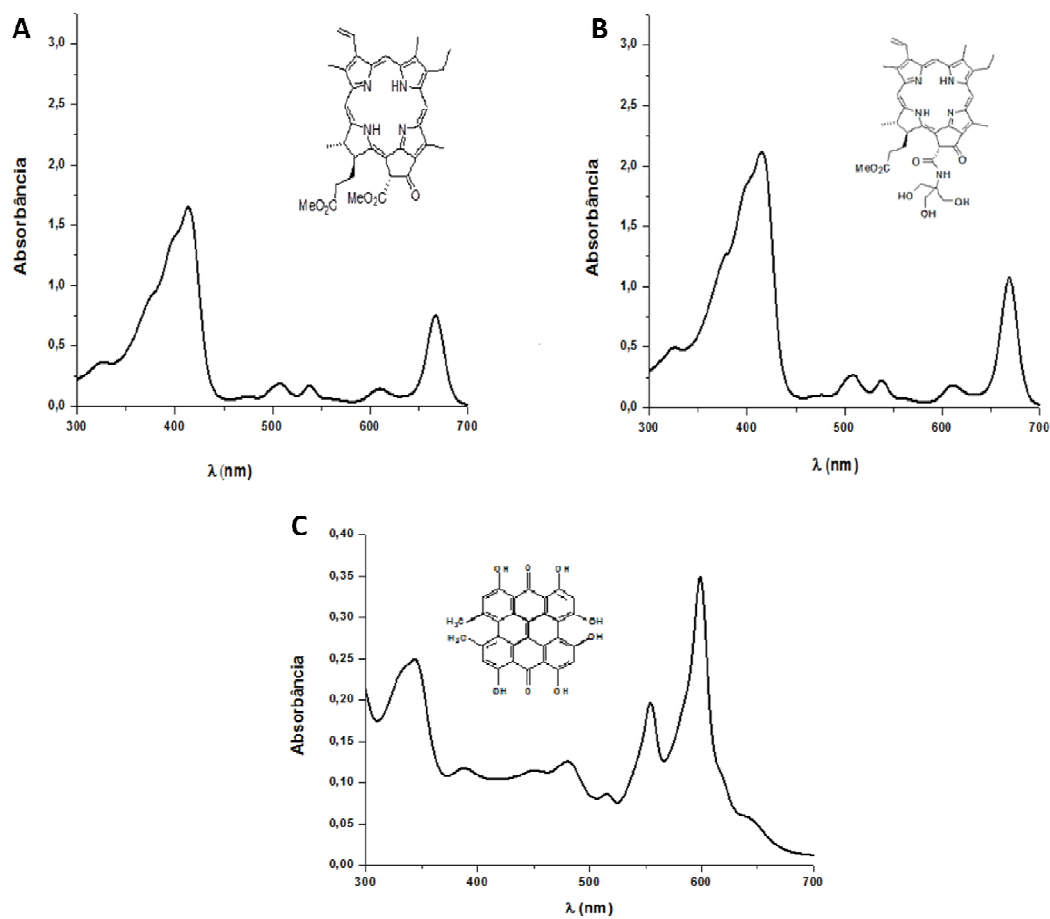 A
3,0
2,5
2,0
1,5
1,0
0,5
0,0
Absorbância
300 400 500 600 700
λ (nm)
N HN
NH N
MeO₂C
MeO₂C O
B
3,0
2,5
2,0
1,5
1,0
0,5
0,0
Absorbância
300 400 500 600 700
λ (nm)
N HN
NH N
MeO₂C
O O
NH
HO
OH
HO
C
0,40
0,35
0,30
0,25
0,20
0,15
0,10
0,05
0,00
Absorbância
300 400 500 600 700
λ (nm)
OH O OH
H₃C OH
H₃C OH
OH O OH